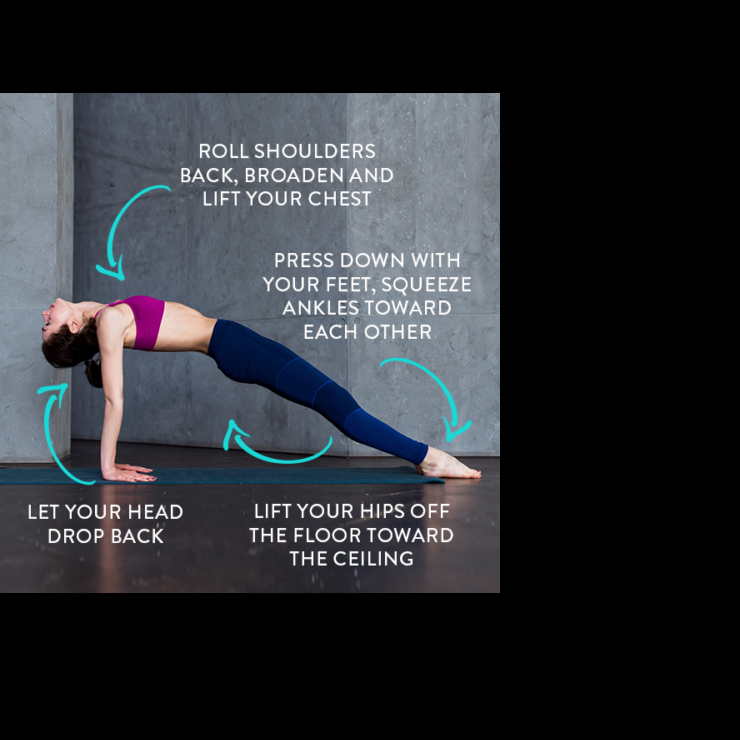 ROLL SHOULDERS
BACK, BROADEN AND
LIFT YOUR CHEST
PRESS DOWN WITH
YOUR FEET, SQUEEZE
ANKLES TOWARD
EACH OTHER
LET YOUR HEAD
DROP BACK
LIFT YOUR HIPS OFF
THE FLOOR TOWARD
THE CEILING